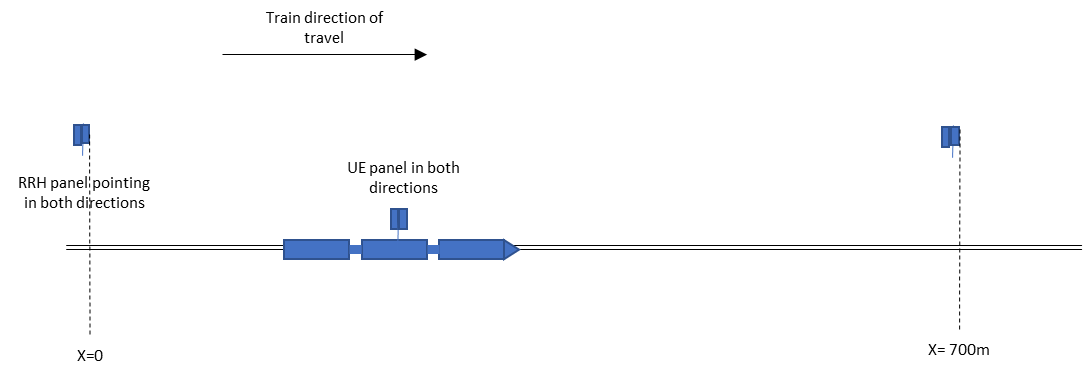 Train direction of
travel
RRH panel pointing
in both directions
UE panel in both
directions
X=0
X= 700m